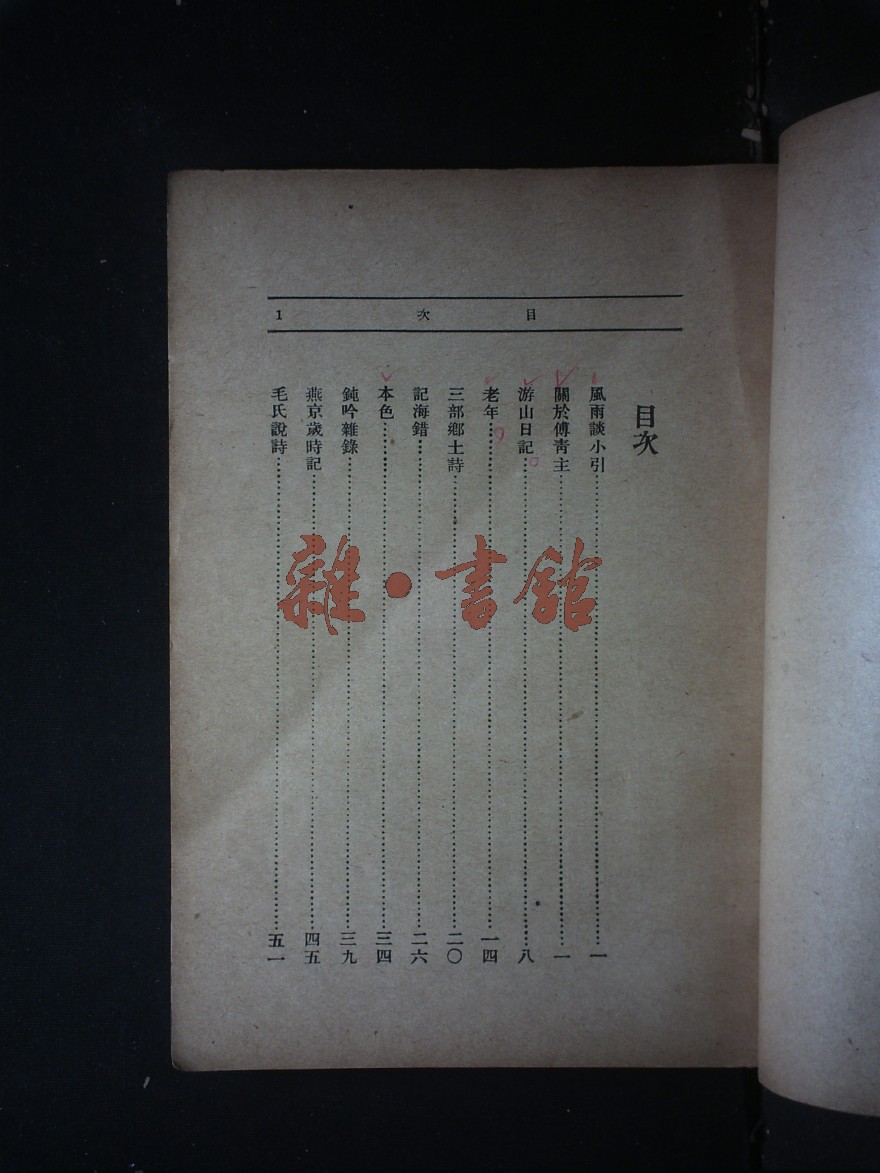 目次 1
目次
風雨談小引……一
關於傅靑主……一
游山日記……八
老年……一四
三部鄉土詩……二〇
記海錯……二六
本色……三四
鈍吟雜錄……三九
燕京歲時記……四五
毛氏說詩……五一
雜·書館